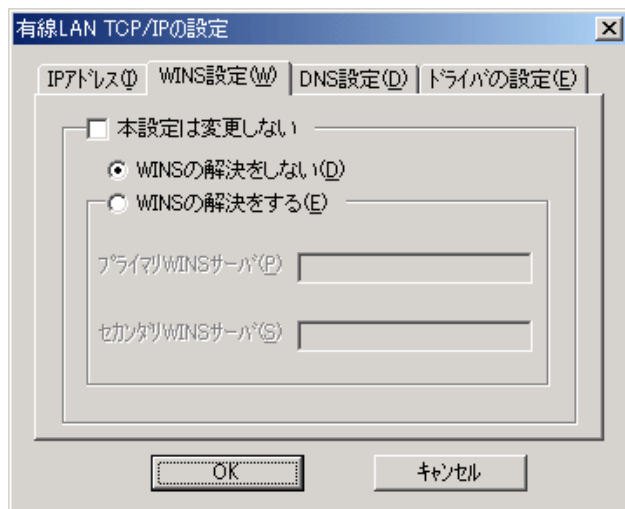 有線LAN TCP/IPの設定
IPアドレス(I) WINS設定(W) DNS設定(D) ドライバの設定(E)
本設定は変更しない
WINSの解決をしない(D)
WINSの解決をする(E)
プライマリWINSサーバ(P)
セカンダリWINSサーバ(S)
OK キャンセル